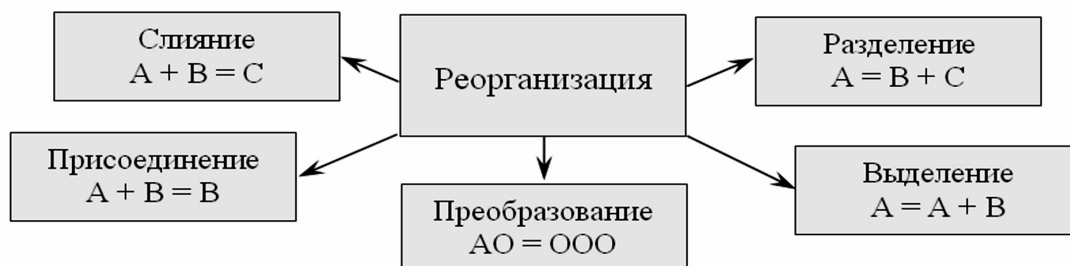 Слияние
A + B = C
Реорганизация
Разделение
A = B + C
Присоединение
A + B = B
Преобразование
АО = ООО
Выделение
A = A + B